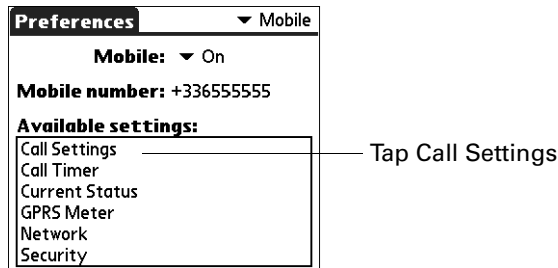 Preferences Mobile
Mobile: On
Mobile number: +336555555
Available settings:
Call Settings
Tap Call Settings
Call Timer
Current Status
GPRS Meter
Network
Security